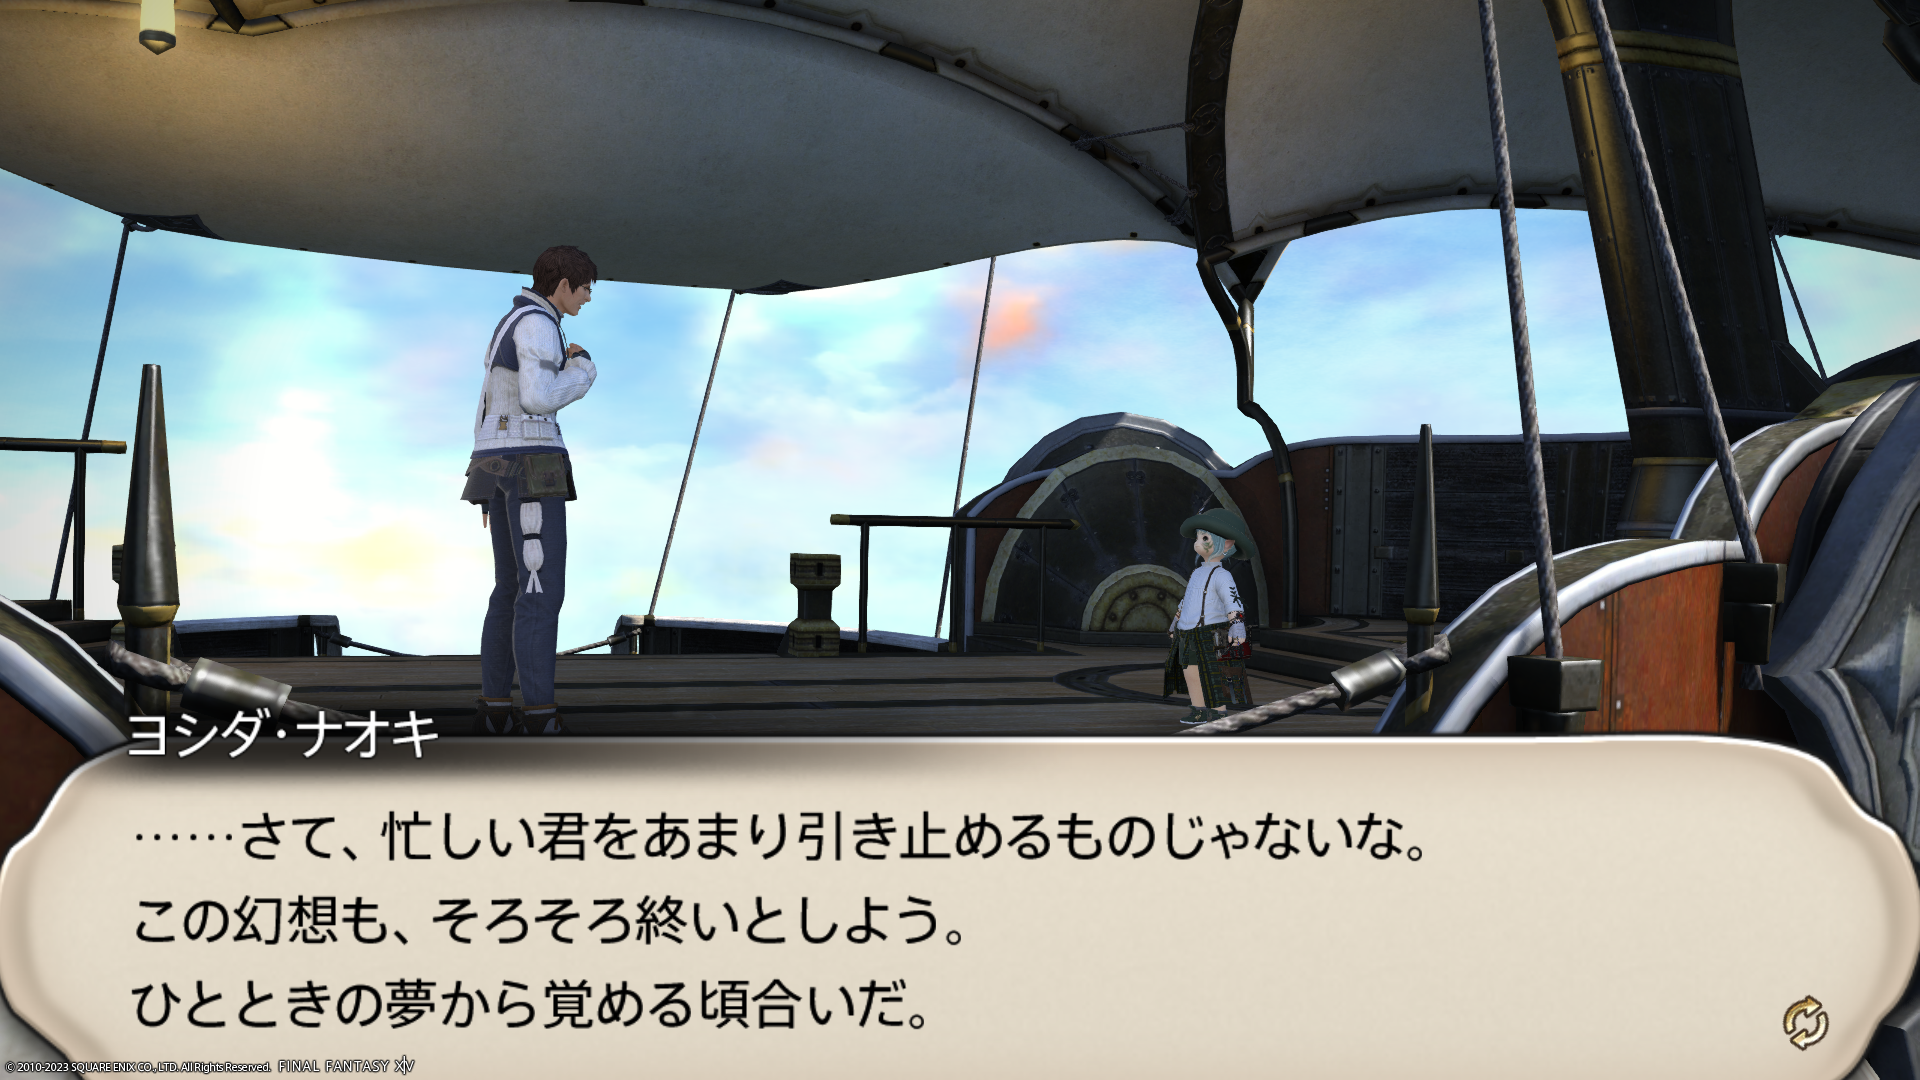 ヨシダ・ナオキ
……さて、忙しい君をあまり引き止めるものじゃないな。
この幻想も、そろそろ終いとしよう。
ひとときの夢から覚める頃合いだ。
© 2010-2023 SQUARE ENIX CO., LTD. All Rights Reserved. FINAL FANTASY XIV